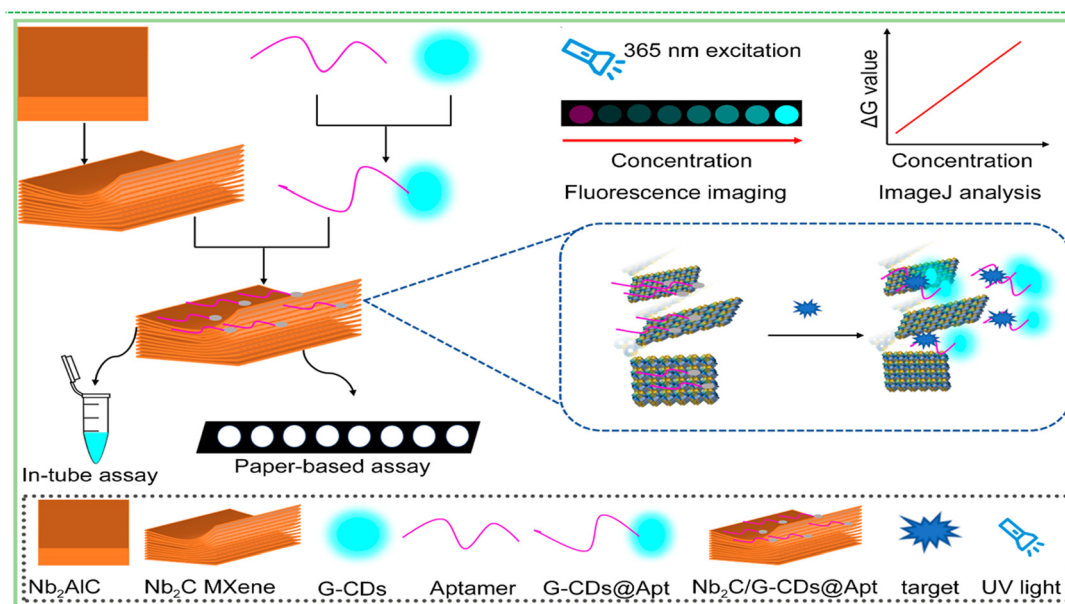 365 nm excitation
Concentration
Fluorescence imaging
ΔG value
Concentration
ImageJ analysis
In-tube assay
Paper-based assay
Nb₂AlC
Nb₂C MXene
G-CDs
Aptamer
G-CDs@Apt
Nb₂C/G-CDs@Apt
target
UV light